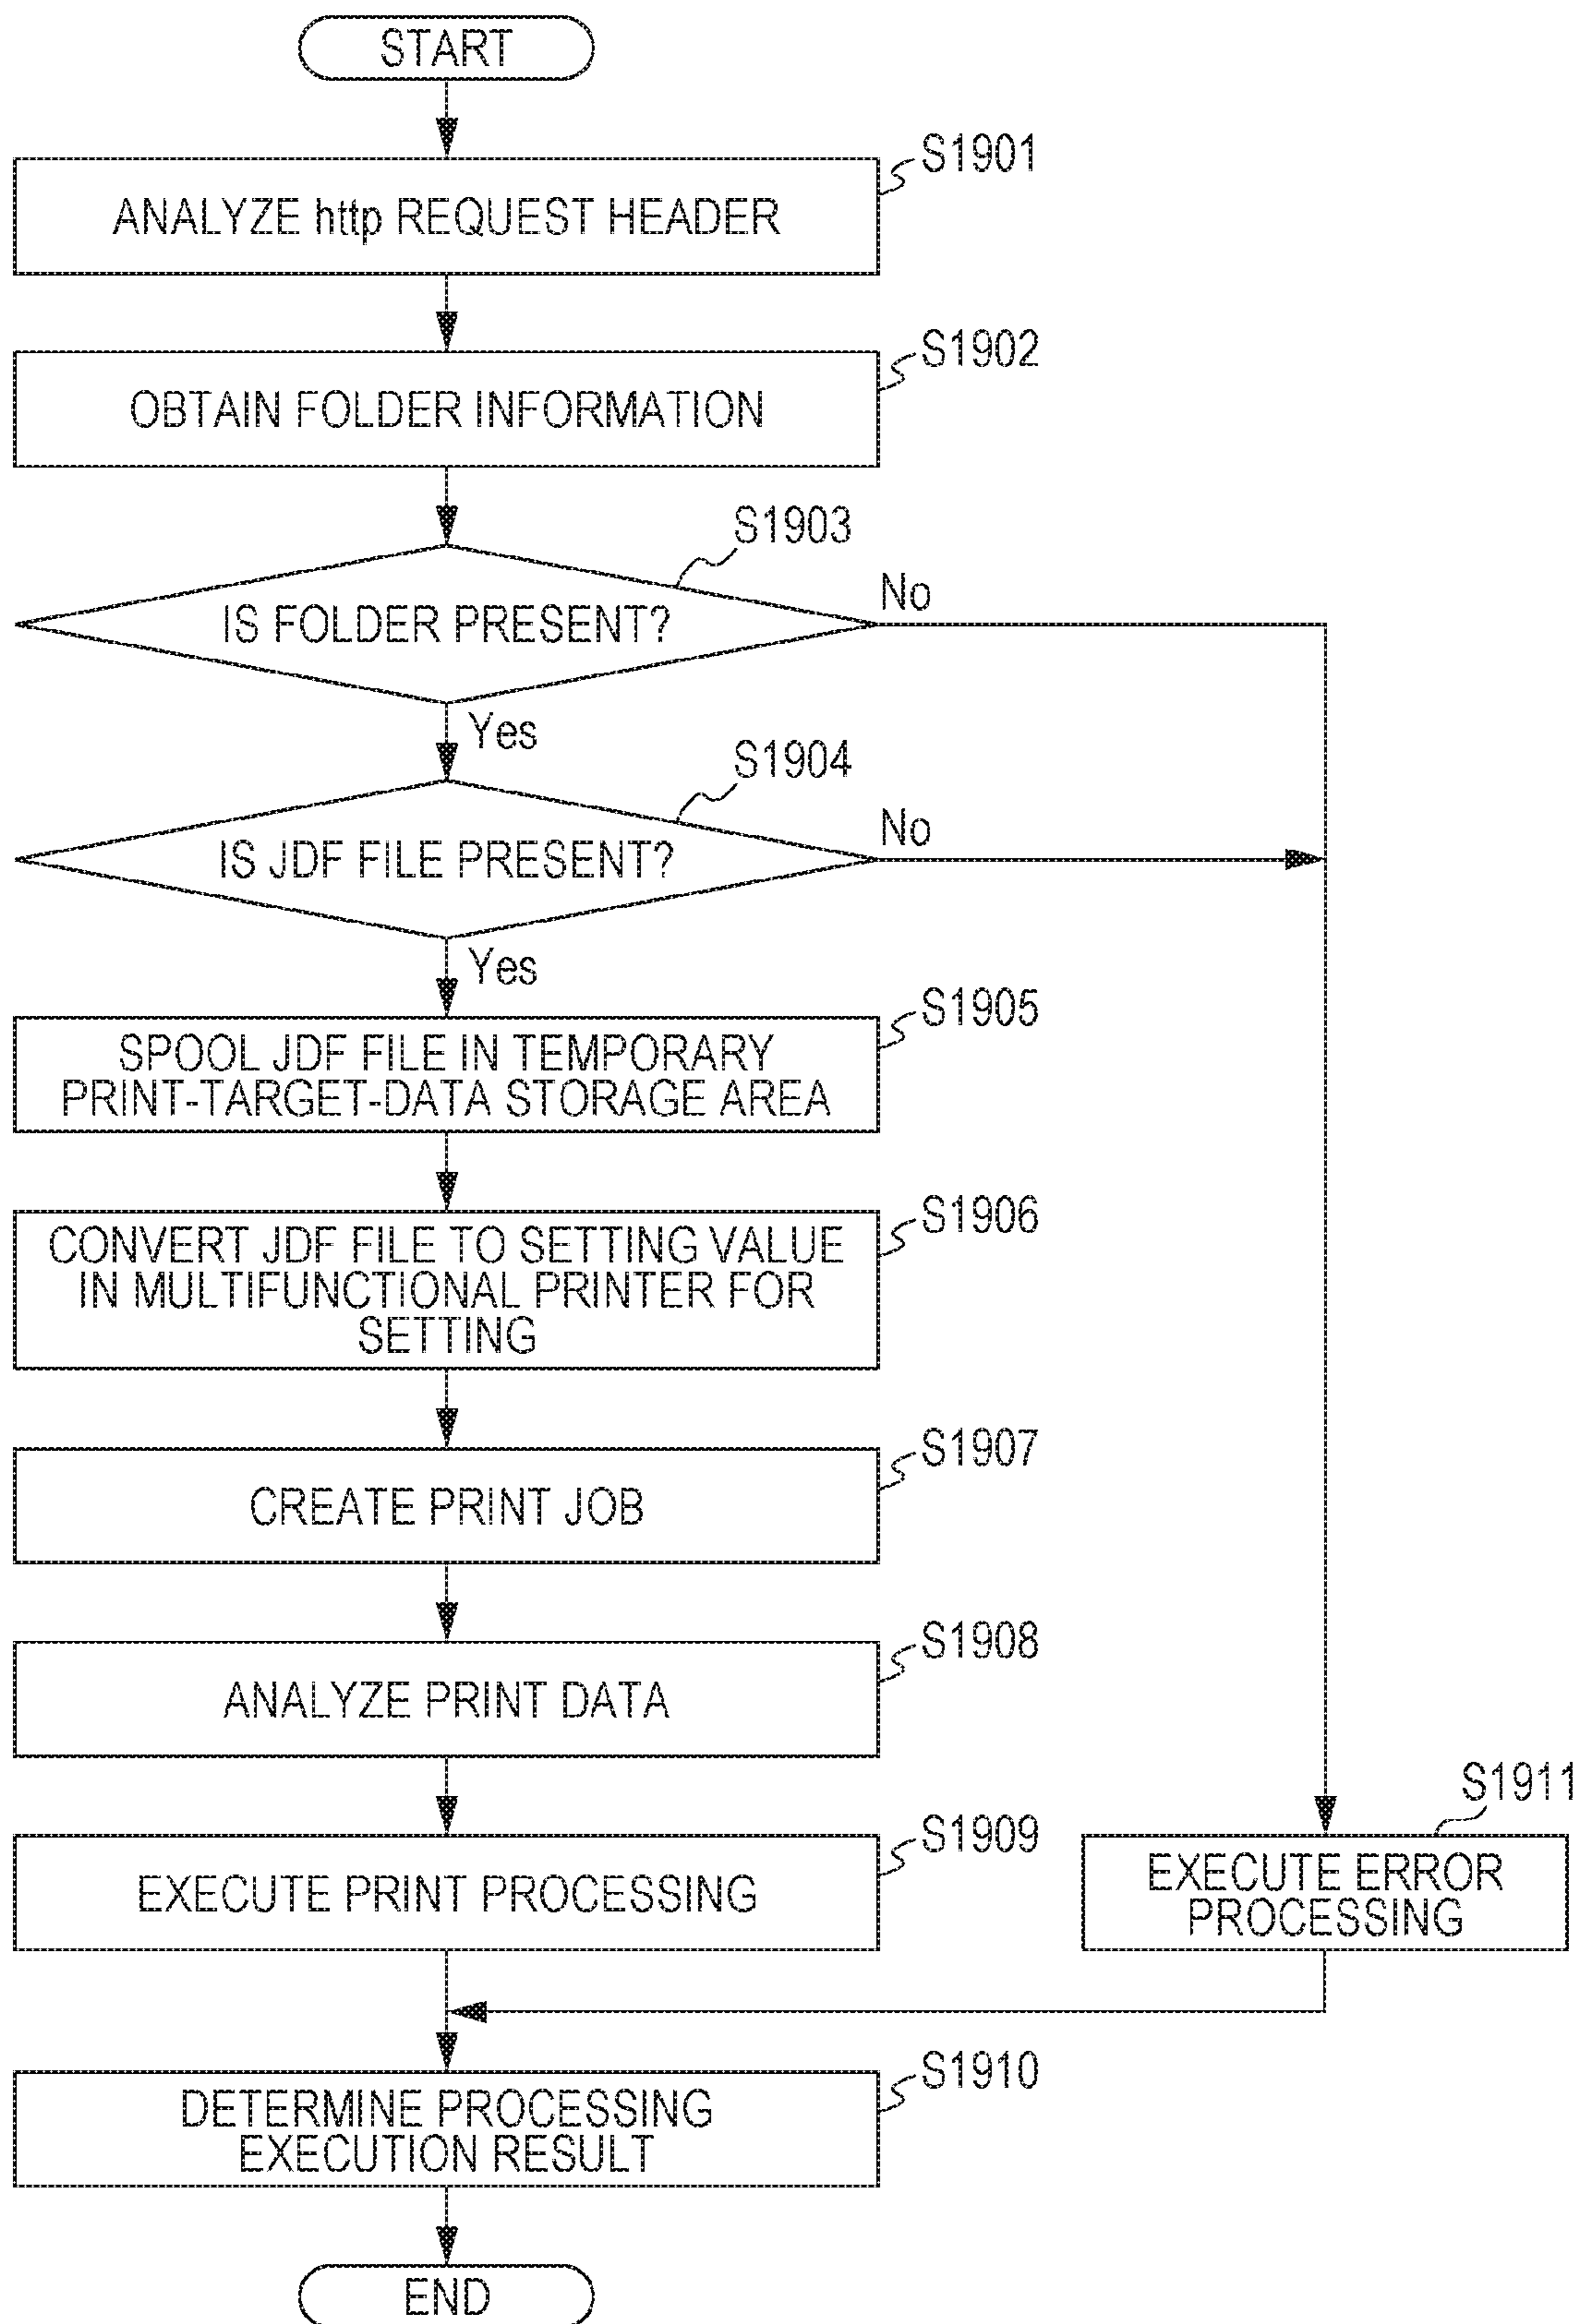 START
S1901
ANALYZE http REQUEST HEADER
S1902
OBTAIN FOLDER INFORMATION
S1903
IS FOLDER PRESENT?
No
Yes
S1904
IS JDF FILE PRESENT?
No
Yes
S1905
SPOOL JDF FILE IN TEMPORARY
PRINT-TARGET-DATA STORAGE AREA
S1906
CONVERT JDF FILE TO SETTING VALUE
IN MULTIFUNCTIONAL PRINTER FOR
SETTING
S1907
CREATE PRINT JOB
S1908
ANALYZE PRINT DATA
S1909
EXECUTE PRINT PROCESSING
S1911
EXECUTE ERROR
PROCESSING
S1910
DETERMINE PROCESSING
EXECUTION RESULT
END